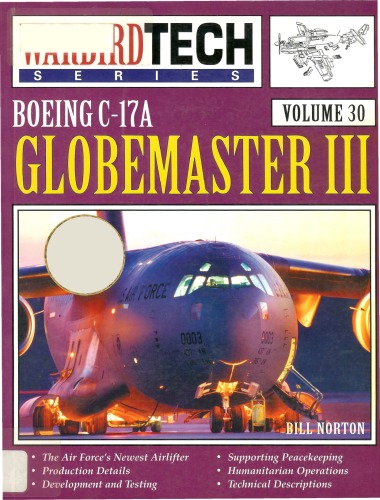 WARBIRDTECH
SERIES
BOEING C-17A
VOLUME 30
GLOBEMASTER III
AIR FORCE
0003
0003
BILL NORTON
• The Air Force's Newest Airlifter
• Production Details
• Development and Testing
• Supporting Peacekeeping
• Humanitarian Operations
• Technical Descriptions